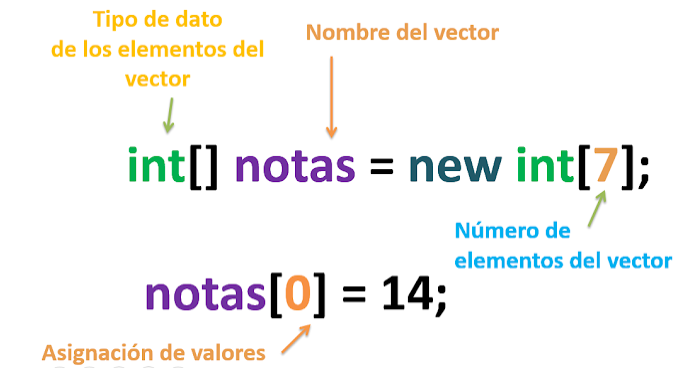 Tipo de dato
de los elementos del
vector
Nombre del vector
int[] notas = new int[7];
Número de
elementos del vector
notas[0] = 14;
Asignación de valores